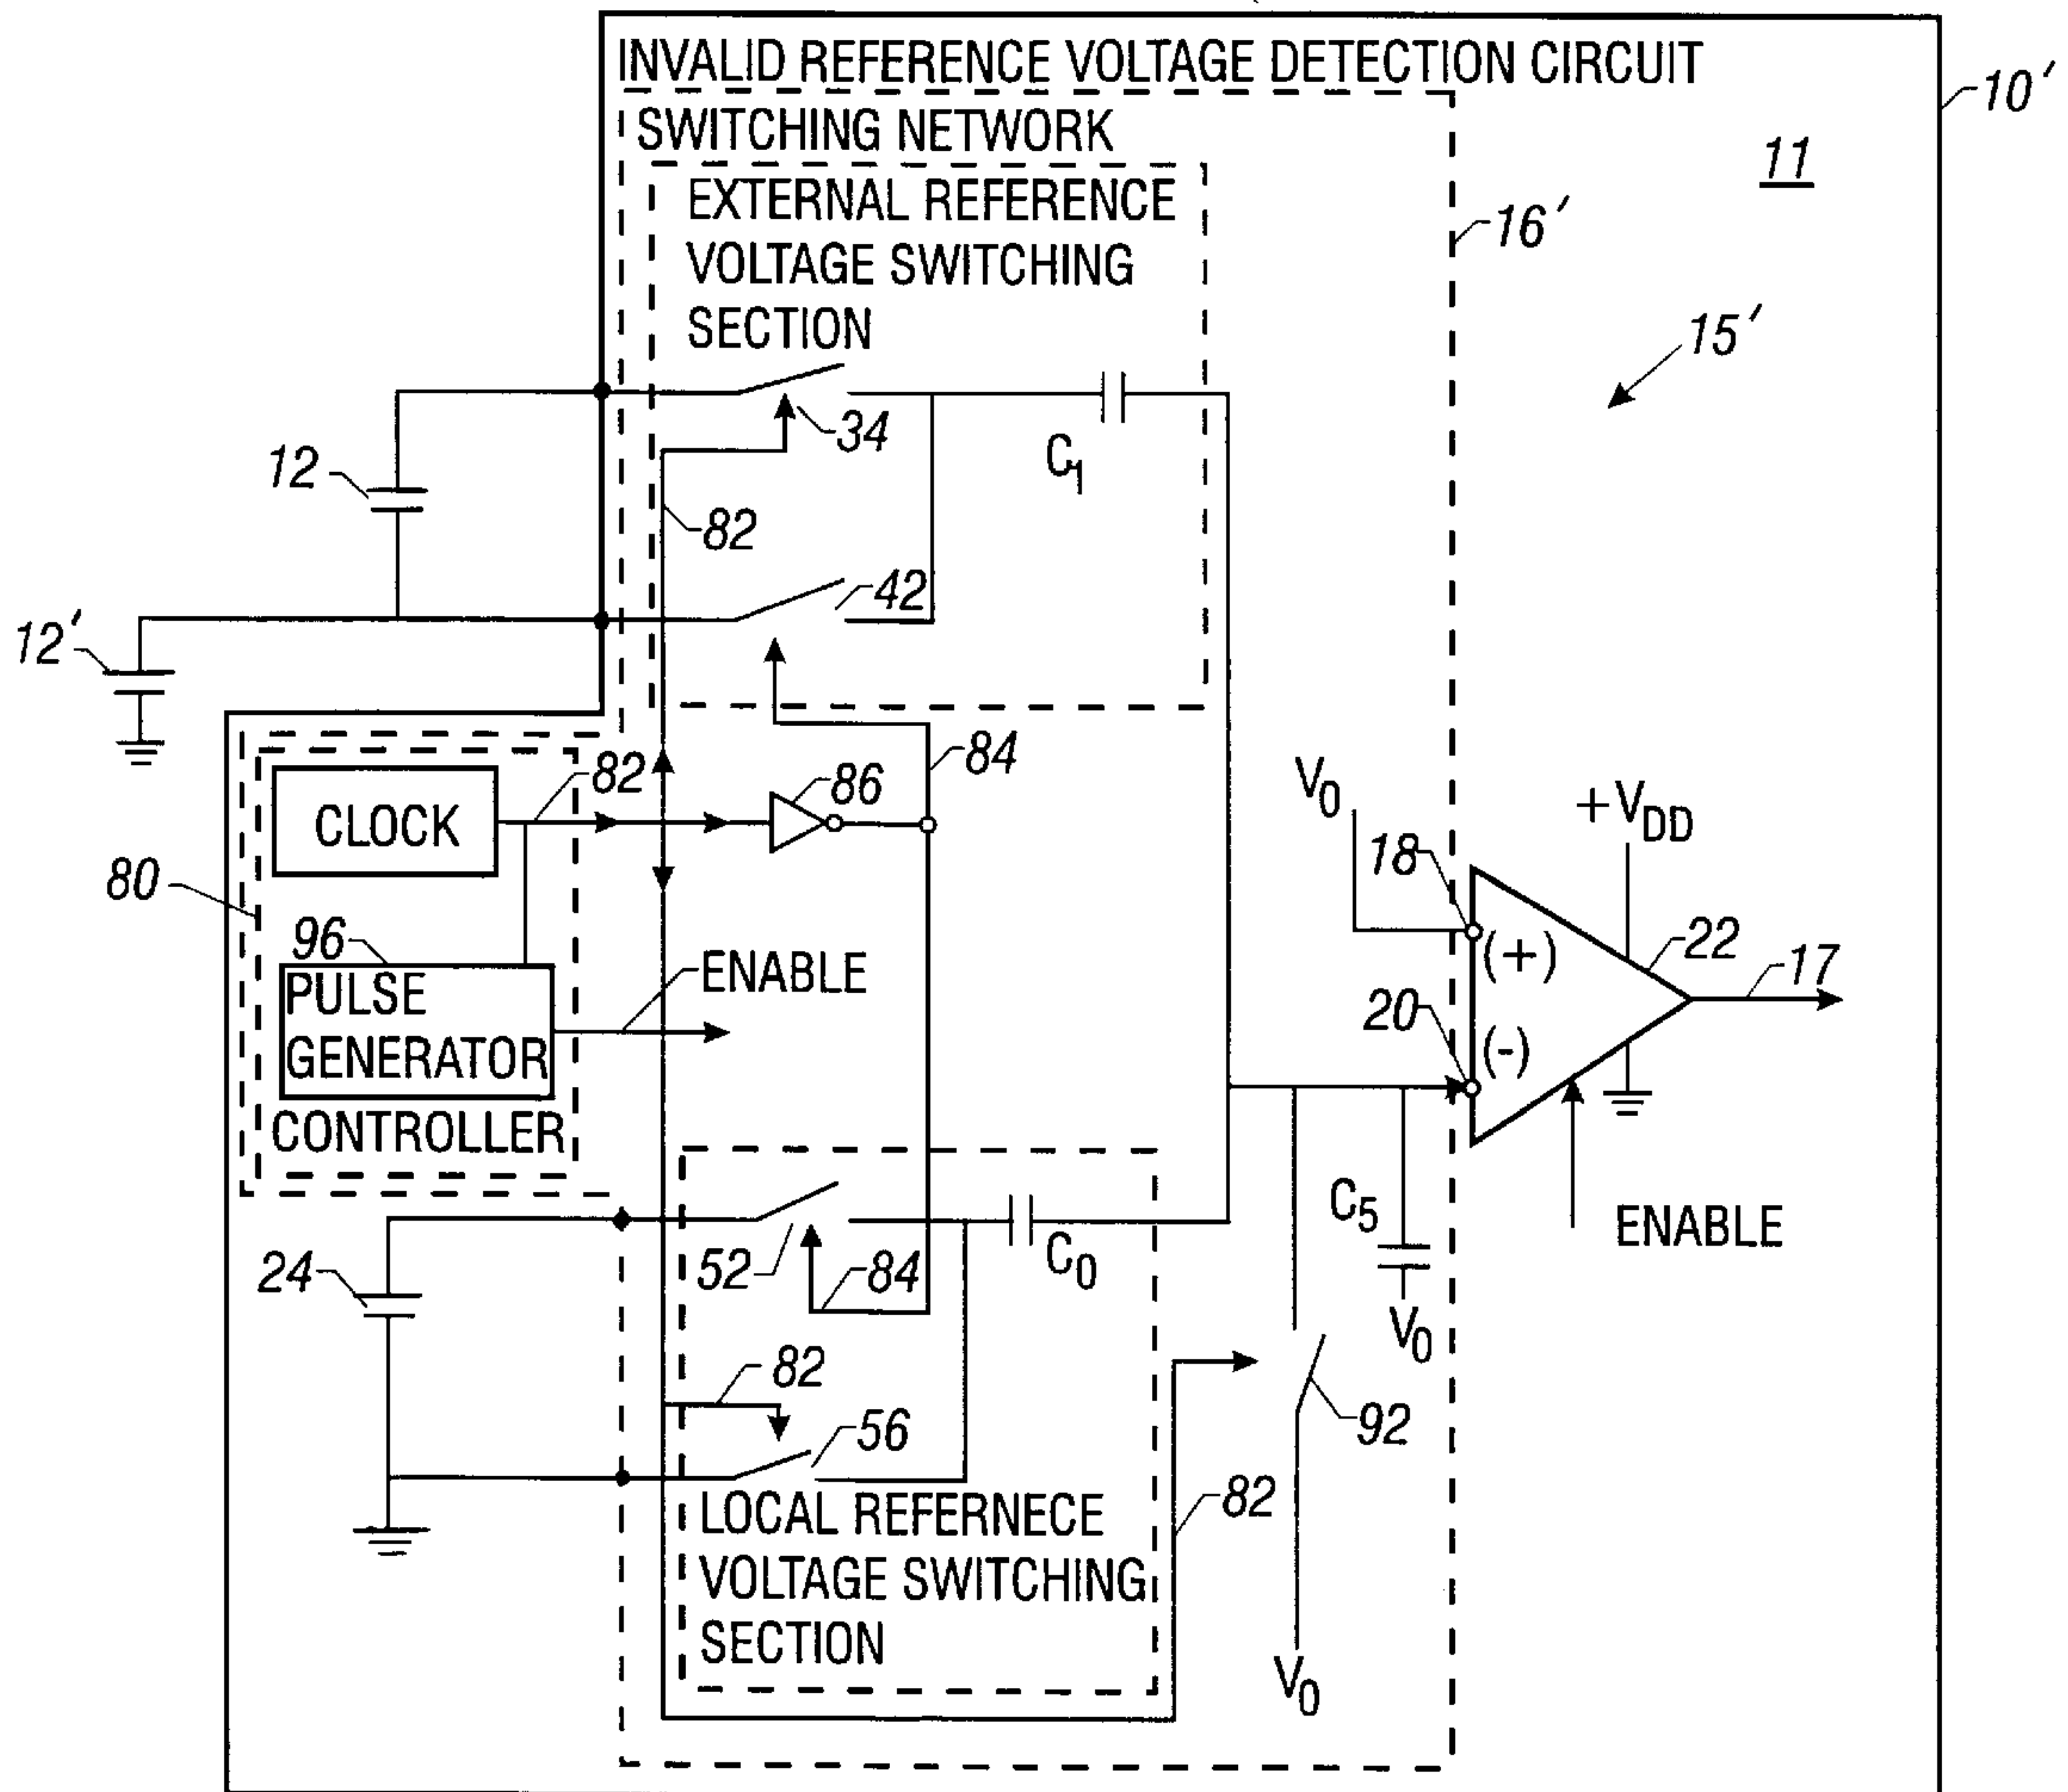 INVALID REFERENCE VOLTAGE DETECTION CIRCUIT
10'
SWITCHING NETWORK
11
EXTERNAL REFERENCE
VOLTAGE SWITCHING
SECTION
16'
15'
34
12
C1
82
42
12'
84
82
86
CLOCK
V0
+VDD
18
80
96
ENABLE
22
17
(+)
PULSE
GENERATOR
20
(-)
CONTROLLER
C5
ENABLE
24
52
84
C0
V0
82
56
92
82
LOCAL REFERNECE
VOLTAGE SWITCHING
SECTION
V0